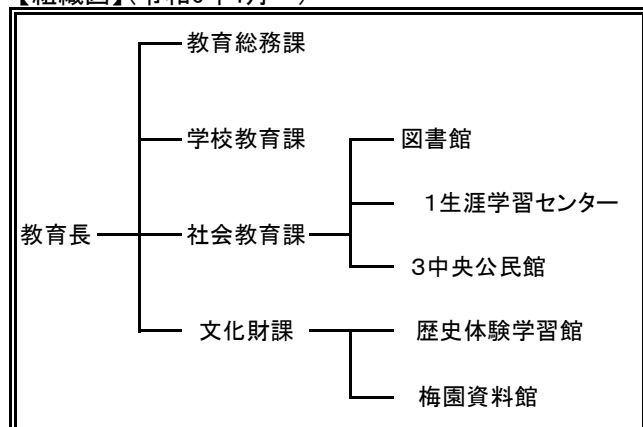 教育総務課
学校教育課 図書館
1生涯学習センター
教育長 社会教育課
3中央公民館
文化財課 歴史体験学習館
梅園資料館